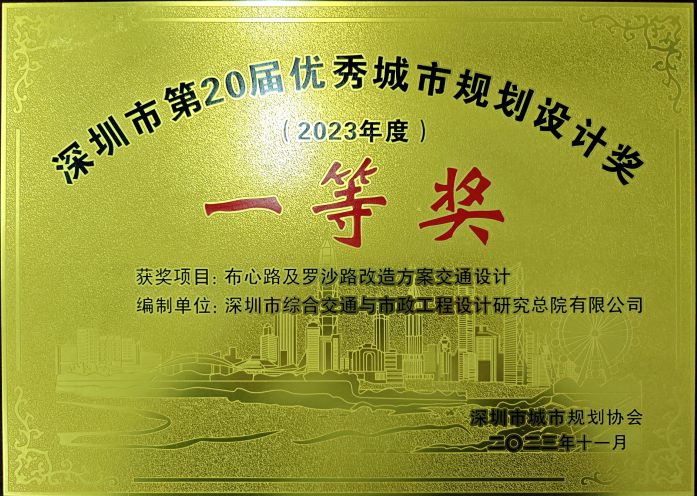 深圳市第20届优秀城市规划设计奖
（2023年度）
一等奖
获奖项目: 布心路及罗沙路改造方案交通设计
编制单位: 深圳市综合交通与市政工程设计研究总院有限公司
深圳市城市规划协会
二〇二三年十一月